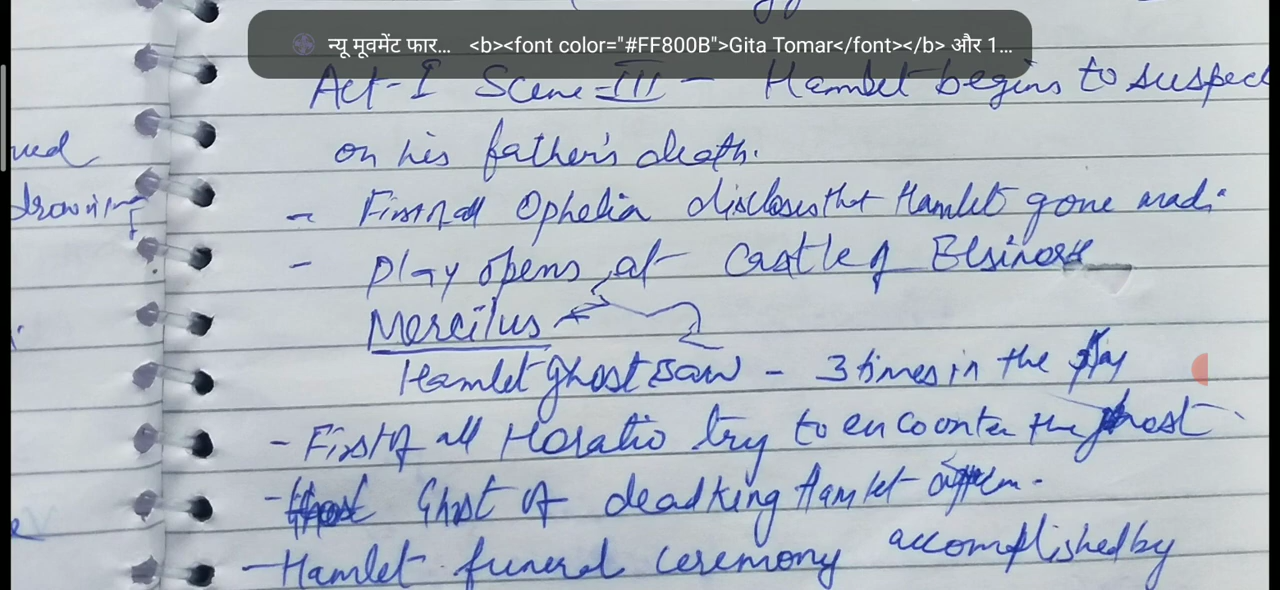 न्यू मूवमेंट फार... <b><font color="#FF800B">Gita Tomar</font></b> और 1...
Act-I Scene-III - Hamlet begins to suspec
on his father's death.
drowning
- First of all Ophelia discloses that Hamlet gone mad.
- Play opens at Castle of Elsinore
Mercilus
Hamlet ghost saw - 3 times in the play
- First of all Horatio try to encounter the ghost
- Ghost of dead king Hamlet
- Hamlet funeral ceremony accomplished by